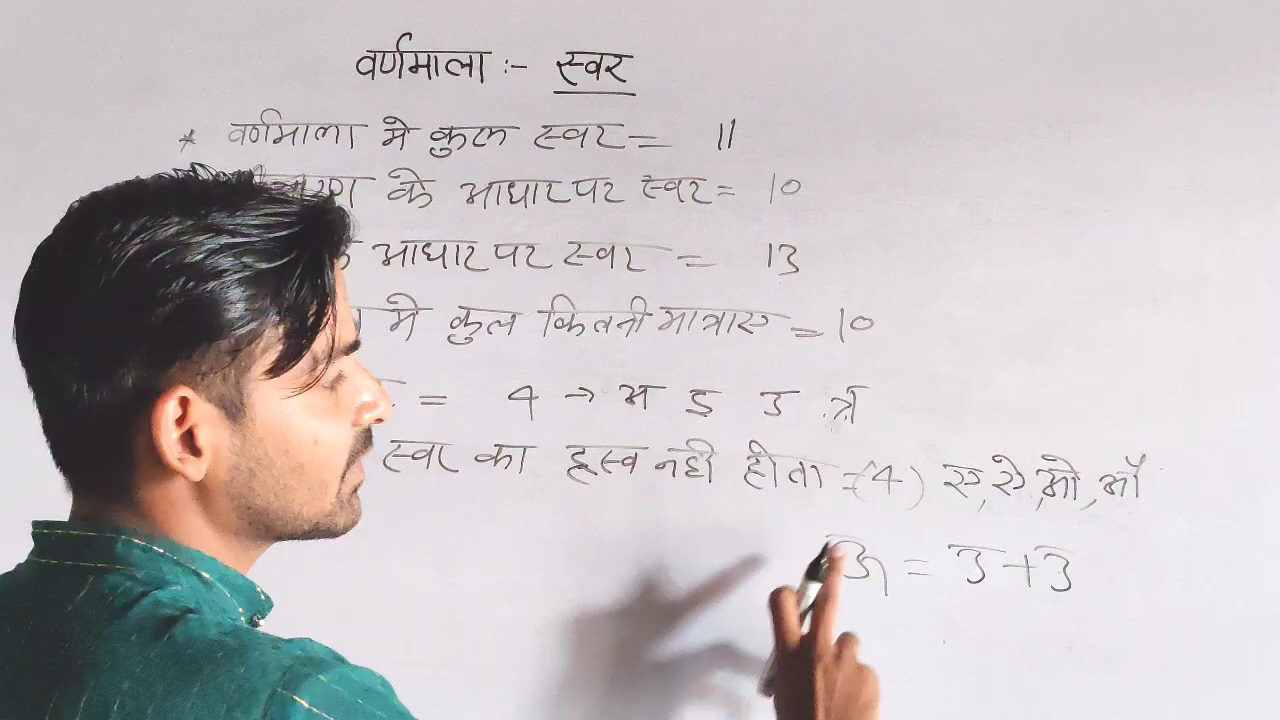 वर्णमाला :- स्वर
* वर्णमाला मे कुल स्वर = 11
के आधार पर स्वर = 10
आधार पर स्वर = 13
मे कुल कितनी मात्राए = 10
= 4 → अ इ उ ऋ
स्वर का ह्रस्व नही होता = (4) ए, ऐ, ओ, औ
ऊ = उ + उ